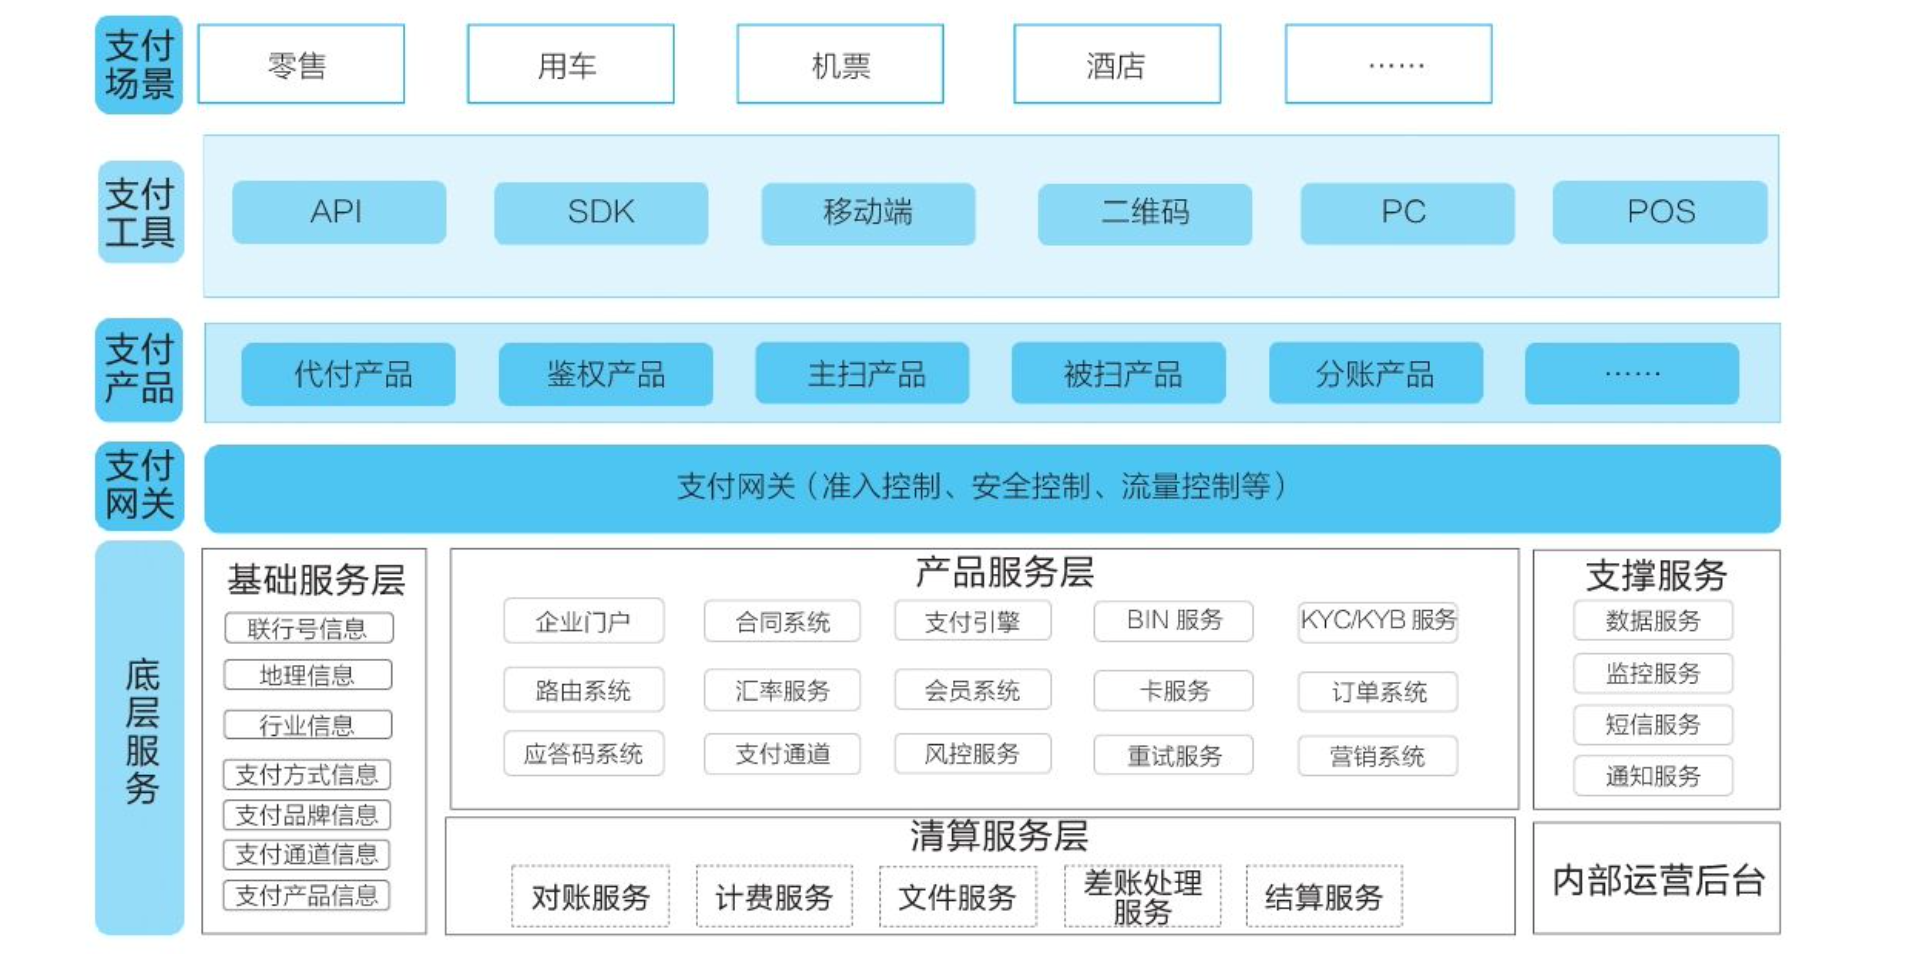 支付
场景
零售
用车
机票
酒店
……
支付
工具
API
SDK
移动端
二维码
PC
POS
支付
产品
代付产品
鉴权产品
主扫产品
被扫产品
分账产品
……
支付
网关
支付网关（准入控制、安全控制、流量控制等）
底
层
服
务
基础服务层
联行号信息
地理信息
行业信息
支付方式信息
支付品牌信息
支付通道信息
支付产品信息
产品服务层
企业门户
合同系统
支付引擎
BIN 服务
KYC/KYB 服务
路由系统
汇率服务
会员系统
卡服务
订单系统
应答码系统
支付通道
风控服务
重试服务
营销系统
清算服务层
对账服务
计费服务
文件服务
差账处理
服务
结算服务
支撑服务
数据服务
监控服务
短信服务
通知服务
内部运营后台